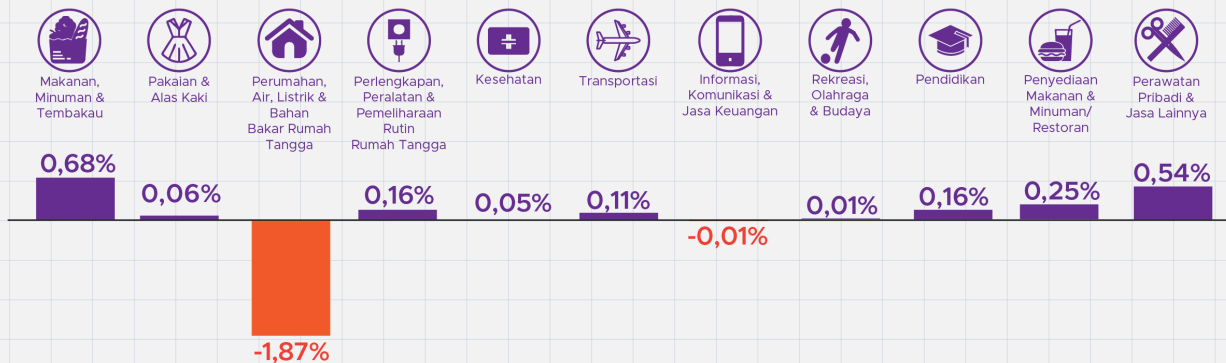 Makanan,
Minuman &
Tembakau
Pakaian &
Alas Kaki
Perumahan,
Air, Listrik &
Bahan
Bakar Rumah
Tangga
Perlengkapan,
Peralatan &
Pemeliharaan
Rutin
Rumah Tangga
Kesehatan
Transportasi
Informasi,
Komunikasi &
Jasa Keuangan
Rekreasi,
Olahraga
& Budaya
Pendidikan
Penyediaan
Makanan &
Minuman/
Restoran
Perawatan
Pribadi &
Jasa Lainnya
0,68%
0,06%
-1,87%
0,16%
0,05%
0,11%
-0,01%
0,01%
0,16%
0,25%
0,54%